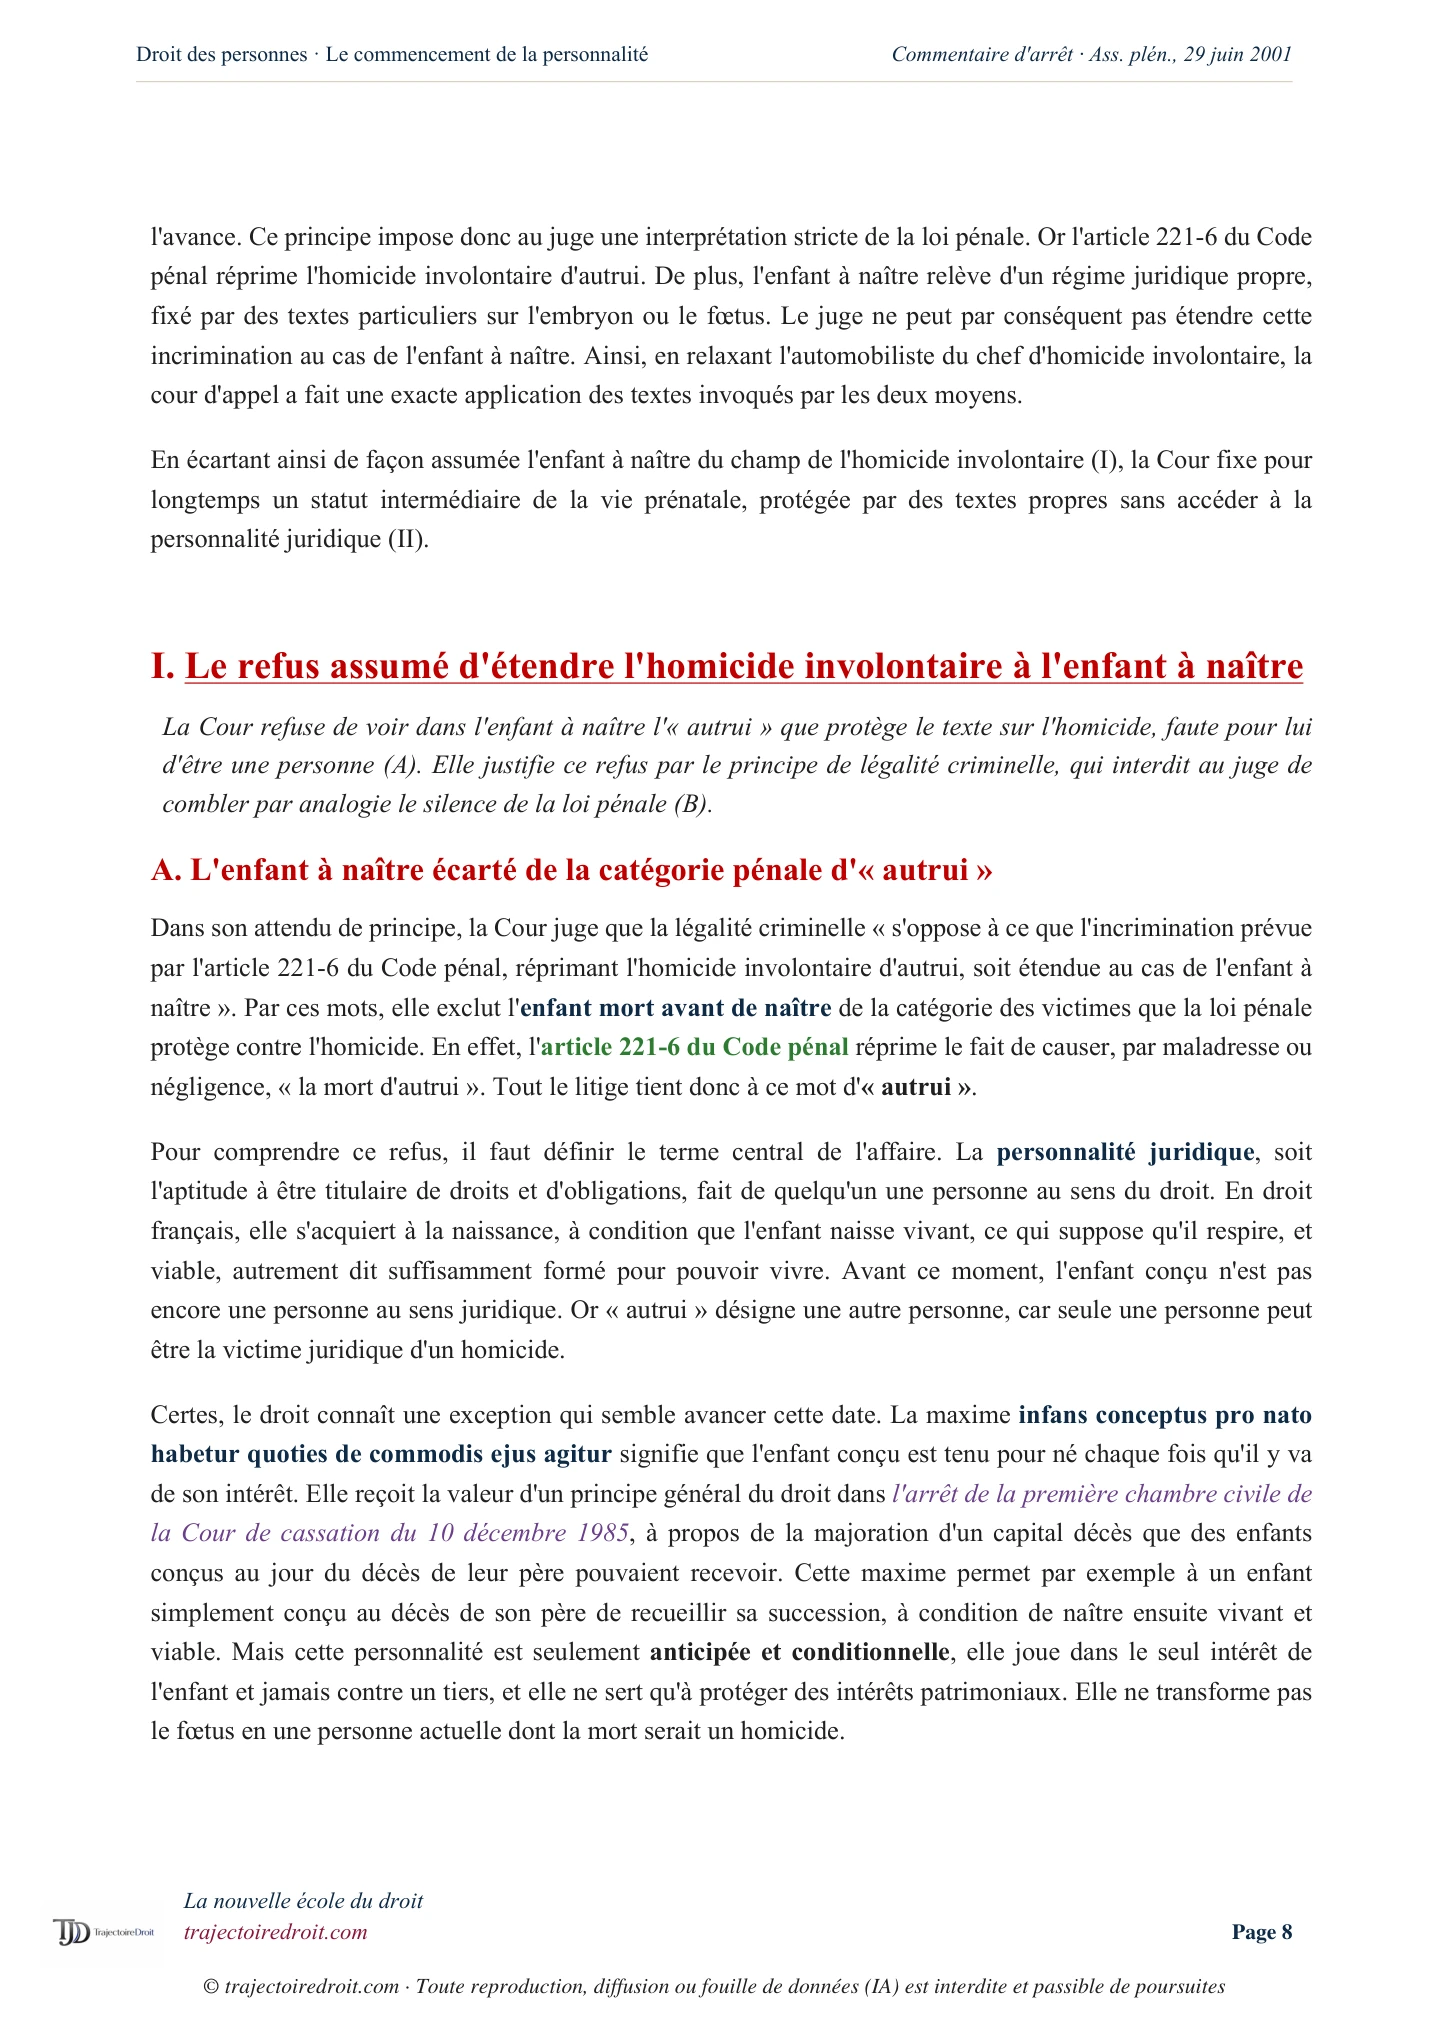 Droit des personnes · Le commencement de la personnalité
Commentaire d'arrêt · Ass. plén., 29 juin 2001
l'avance. Ce principe impose donc au juge une interprétation stricte de la loi pénale. Or l'article 221-6 du Code
pénal réprime l'homicide involontaire d'autrui. De plus, l'enfant à naître relève d'un régime juridique propre,
fixé par des textes particuliers sur l'embryon ou le fœtus. Le juge ne peut par conséquent pas étendre cette
incrimination au cas de l'enfant à naître. Ainsi, en relaxant l'automobiliste du chef d'homicide involontaire, la
cour d'appel a fait une exacte application des textes invoqués par les deux moyens.
En écartant ainsi de façon assumée l'enfant à naître du champ de l'homicide involontaire (I), la Cour fixe pour
longtemps un statut intermédiaire de la vie prénatale, protégée par des textes propres sans accéder à la
personnalité juridique (II).
I. Le refus assumé d'étendre l'homicide involontaire à l'enfant à naître
La Cour refuse de voir dans l'enfant à naître l'« autrui » que protège le texte sur l'homicide, faute pour lui
d'être une personne (A). Elle justifie ce refus par le principe de légalité criminelle, qui interdit au juge de
combler par analogie le silence de la loi pénale (B).
A. L'enfant à naître écarté de la catégorie pénale d'« autrui »
Dans son attendu de principe, la Cour juge que la légalité criminelle « s'oppose à ce que l'incrimination prévue
par l'article 221-6 du Code pénal, réprimant l'homicide involontaire d'autrui, soit étendue au cas de l'enfant à
naître ». Par ces mots, elle exclut l'enfant mort avant de naître de la catégorie des victimes que la loi pénale
protège contre l'homicide. En effet, l'article 221-6 du Code pénal réprime le fait de causer, par maladresse ou
négligence, « la mort d'autrui ». Tout le litige tient donc à ce mot d'« autrui ».
Pour comprendre ce refus, il faut définir le terme central de l'affaire. La personnalité juridique, soit
l'aptitude à être titulaire de droits et d'obligations, fait de quelqu'un une personne au sens du droit. En droit
français, elle s'acquiert à la naissance, à condition que l'enfant naisse vivant, ce qui suppose qu'il respire, et
viable, autrement dit suffisamment formé pour pouvoir vivre. Avant ce moment, l'enfant conçu n'est pas
encore une personne au sens juridique. Or « autrui » désigne une autre personne, car seule une personne peut
être la victime juridique d'un homicide.
Certes, le droit connaît une exception qui semble avancer cette date. La maxime infans conceptus pro nato
habetur quoties de commodis ejus agitur signifie que l'enfant conçu est tenu pour né chaque fois qu'il y va
de son intérêt. Elle reçoit la valeur d'un principe général du droit dans l'arrêt de la première chambre civile de
la Cour de cassation du 10 décembre 1985, à propos de la majoration d'un capital décès que des enfants
conçus au jour du décès de leur père pouvaient recevoir. Cette maxime permet par exemple à un enfant
simplement conçu au décès de son père de recueillir sa succession, à condition de naître ensuite vivant et
viable. Mais cette personnalité est seulement anticipée et conditionnelle, elle joue dans le seul intérêt de
l'enfant et jamais contre un tiers, et elle ne sert qu'à protéger des intérêts patrimoniaux. Elle ne transforme pas
le fœtus en une personne actuelle dont la mort serait un homicide.
La nouvelle école du droit
TJD TrajectoireDroit
trajectoiredroit.com
Page 8
© trajectoiredroit.com · Toute reproduction, diffusion ou fouille de données (IA) est interdite et passible de poursuites